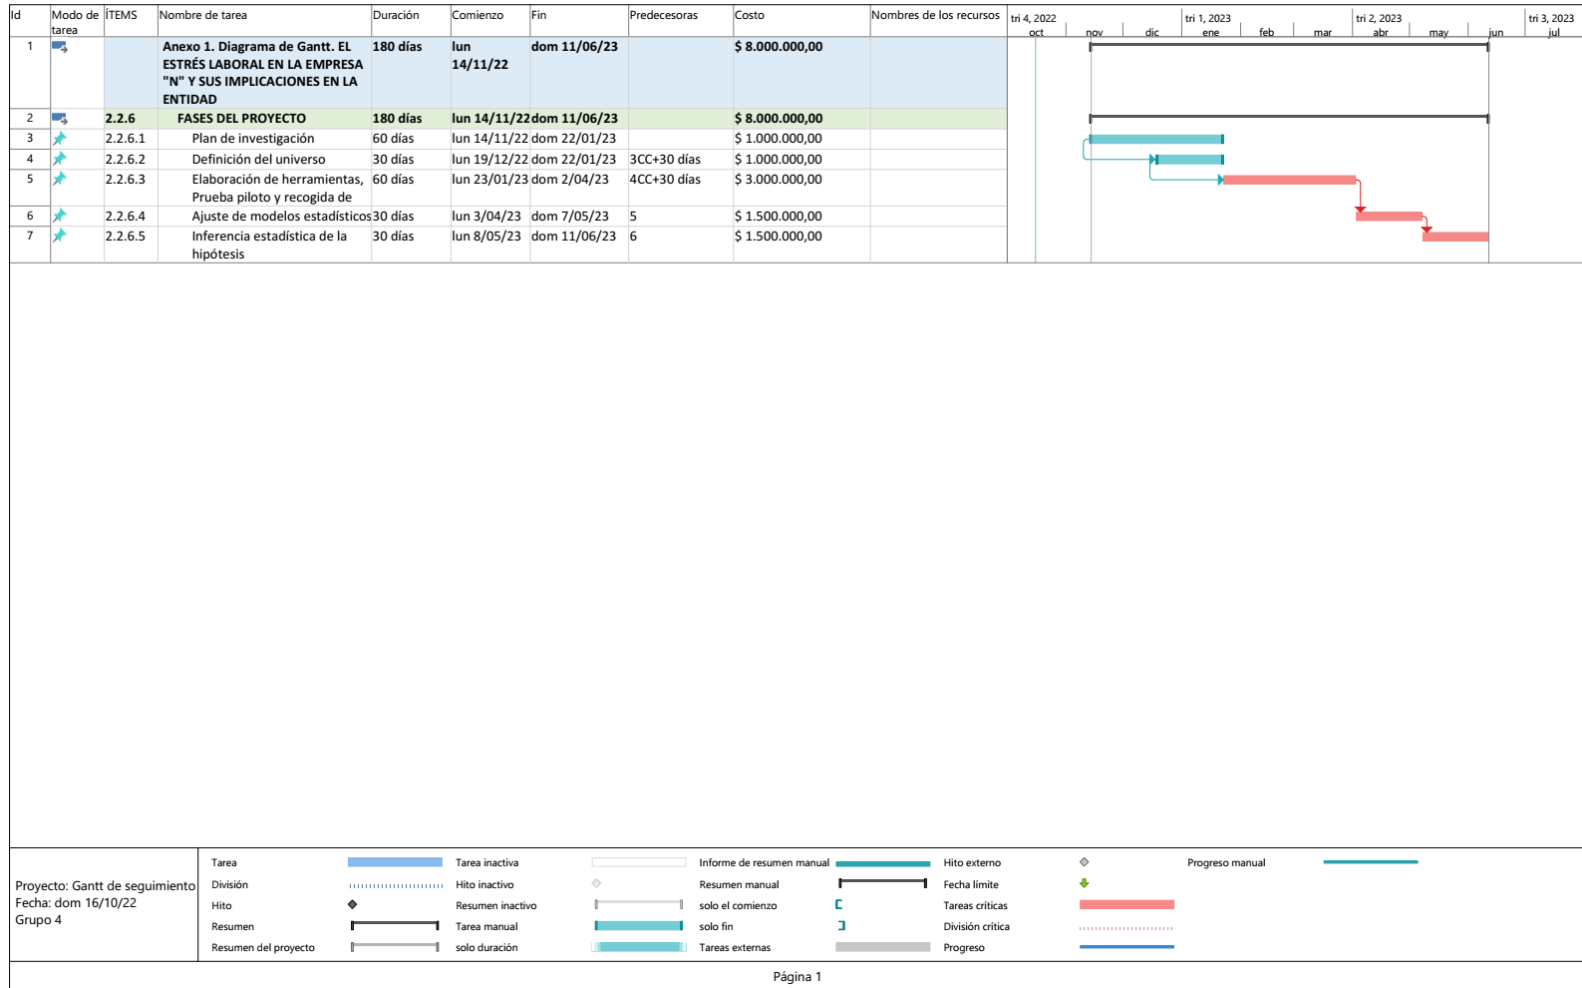 Id Modo de tarea ÍTEMS Nombre de tarea Duración Comienzo Fin Predecesoras Costo Nombres de los recursos
tri 4, 2022 tri 1, 2023 tri 2, 2023 tri 3, 2023
oct nov dic ene feb mar abr may jun jul
1 Anexo 1. Diagrama de Gantt. EL 180 días lun dom 11/06/23 $ 8.000.000,00
ESTRÉS LABORAL EN LA EMPRESA 14/11/22
"N" Y SUS IMPLICACIONES EN LA
ENTIDAD
2 2.2.6 FASES DEL PROYECTO 180 días lun 14/11/22 dom 11/06/23 $ 8.000.000,00
3 2.2.6.1 Plan de investigación 60 días lun 14/11/22 dom 22/01/23 $ 1.000.000,00
4 2.2.6.2 Definición del universo 30 días lun 19/12/22 dom 22/01/23 3CC+30 días $ 1.000.000,00
5 2.2.6.3 Elaboración de herramientas, 60 días lun 23/01/23 dom 2/04/23 4CC+30 días $ 3.000.000,00
Prueba piloto y recogida de
6 2.2.6.4 Ajuste de modelos estadísticos 30 días lun 3/04/23 dom 7/05/23 5 $ 1.500.000,00
7 2.2.6.5 Inferencia estadística de la 30 días lun 8/05/23 dom 11/06/23 6 $ 1.500.000,00
hipótesis
Proyecto: Gantt de seguimiento
Fecha: dom 16/10/22
Grupo 4
Tarea Tarea inactiva Informe de resumen manual Hito externo Progreso manual
División Hito inactivo Resumen manual Fecha límite
Hito Resumen inactivo solo el comienzo Tareas críticas
Resumen Tarea manual solo fin División crítica
Resumen del proyecto solo duración Tareas externas Progreso
Página 1